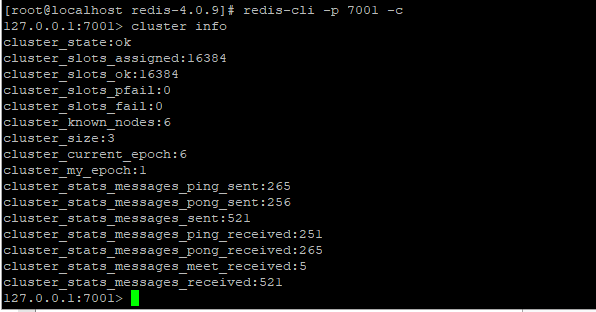 [root@localhost redis-4.0.9]# redis-cli -p 7001 -c
127.0.0.1:7001> cluster info
cluster_state:ok
cluster_slots_assigned:16384
cluster_slots_ok:16384
cluster_slots_pfail:0
cluster_slots_fail:0
cluster_known_nodes:6
cluster_size:3
cluster_current_epoch:6
cluster_my_epoch:1
cluster_stats_messages_ping_sent:265
cluster_stats_messages_pong_sent:256
cluster_stats_messages_sent:521
cluster_stats_messages_ping_received:251
cluster_stats_messages_pong_received:265
cluster_stats_messages_meet_received:5
cluster_stats_messages_received:521
127.0.0.1:7001>